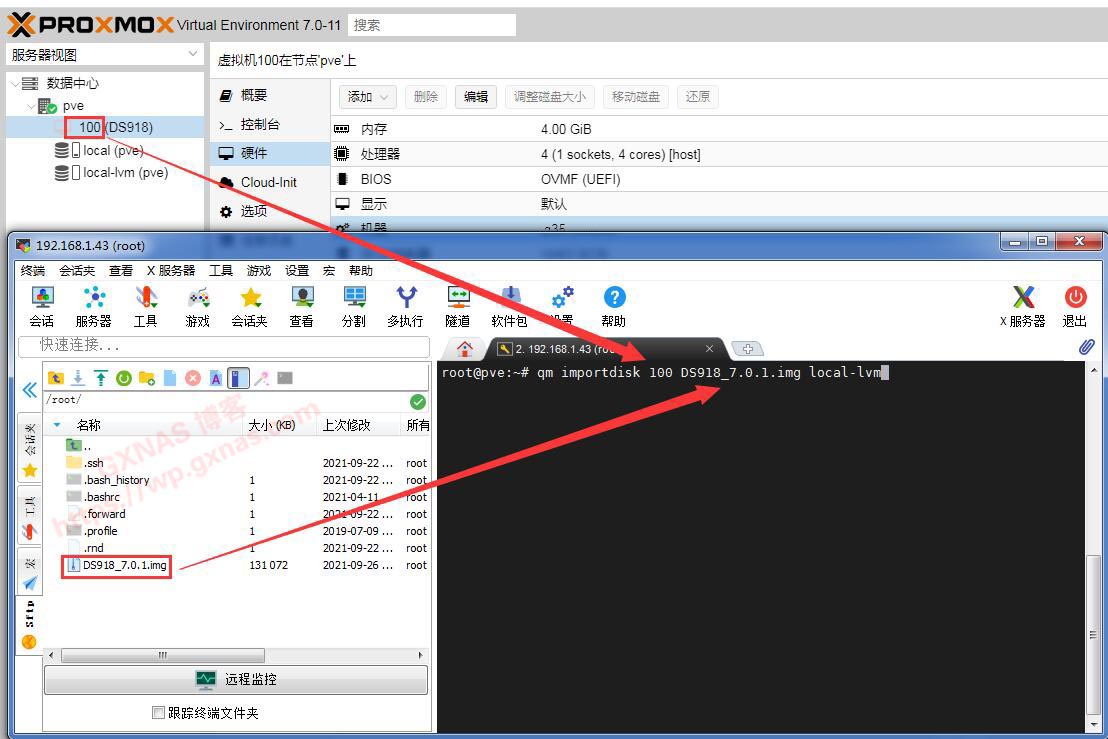 PROXMOX Virtual Environment 7.0-11 搜索
服务器视图
虚拟机100在节点'pve'上
数据中心
pve
100 (DS918)
local (pve)
local-lvm (pve)
概要
控制台
硬件
Cloud-Init
选项
添加 删除 编辑 调整磁盘大小 移动磁盘 还原
内存 4.00 GiB
处理器 4 (1 sockets, 4 cores) [host]
BIOS OVMF (UEFI)
显示 默认
机器 q35
192.168.1.43 (root)
终端 会话夹 查看 X 服务器 工具 游戏 设置 宏 帮助
会话 服务器 工具 游戏 会话夹 查看 分割 多执行 隧道 软件包 设置 帮助 X 服务器 退出
快速连接...
2. 192.168.1.43 (ro
root@pve:~# qm importdisk 100 DS918_7.0.1.img local-lvm
/root/
名称 大小 (KB) 上次修改 所有
..
.ssh 2021-09-22 ... root
.bash_history 1 2021-09-22 ... root
.bashrc 1 2021-04-11 root
.forward 2021-09-22 ... root
.profile 1 2019-07-09 ... root
.rnd 1 2021-09-22 ... root
DS918_7.0.1.img 131 072 2021-09-26 ... root
会话夹
工具
宏
Sftp
远程监控
跟踪终端文件夹
GXNAS 博客
https://wp.gxnas.com